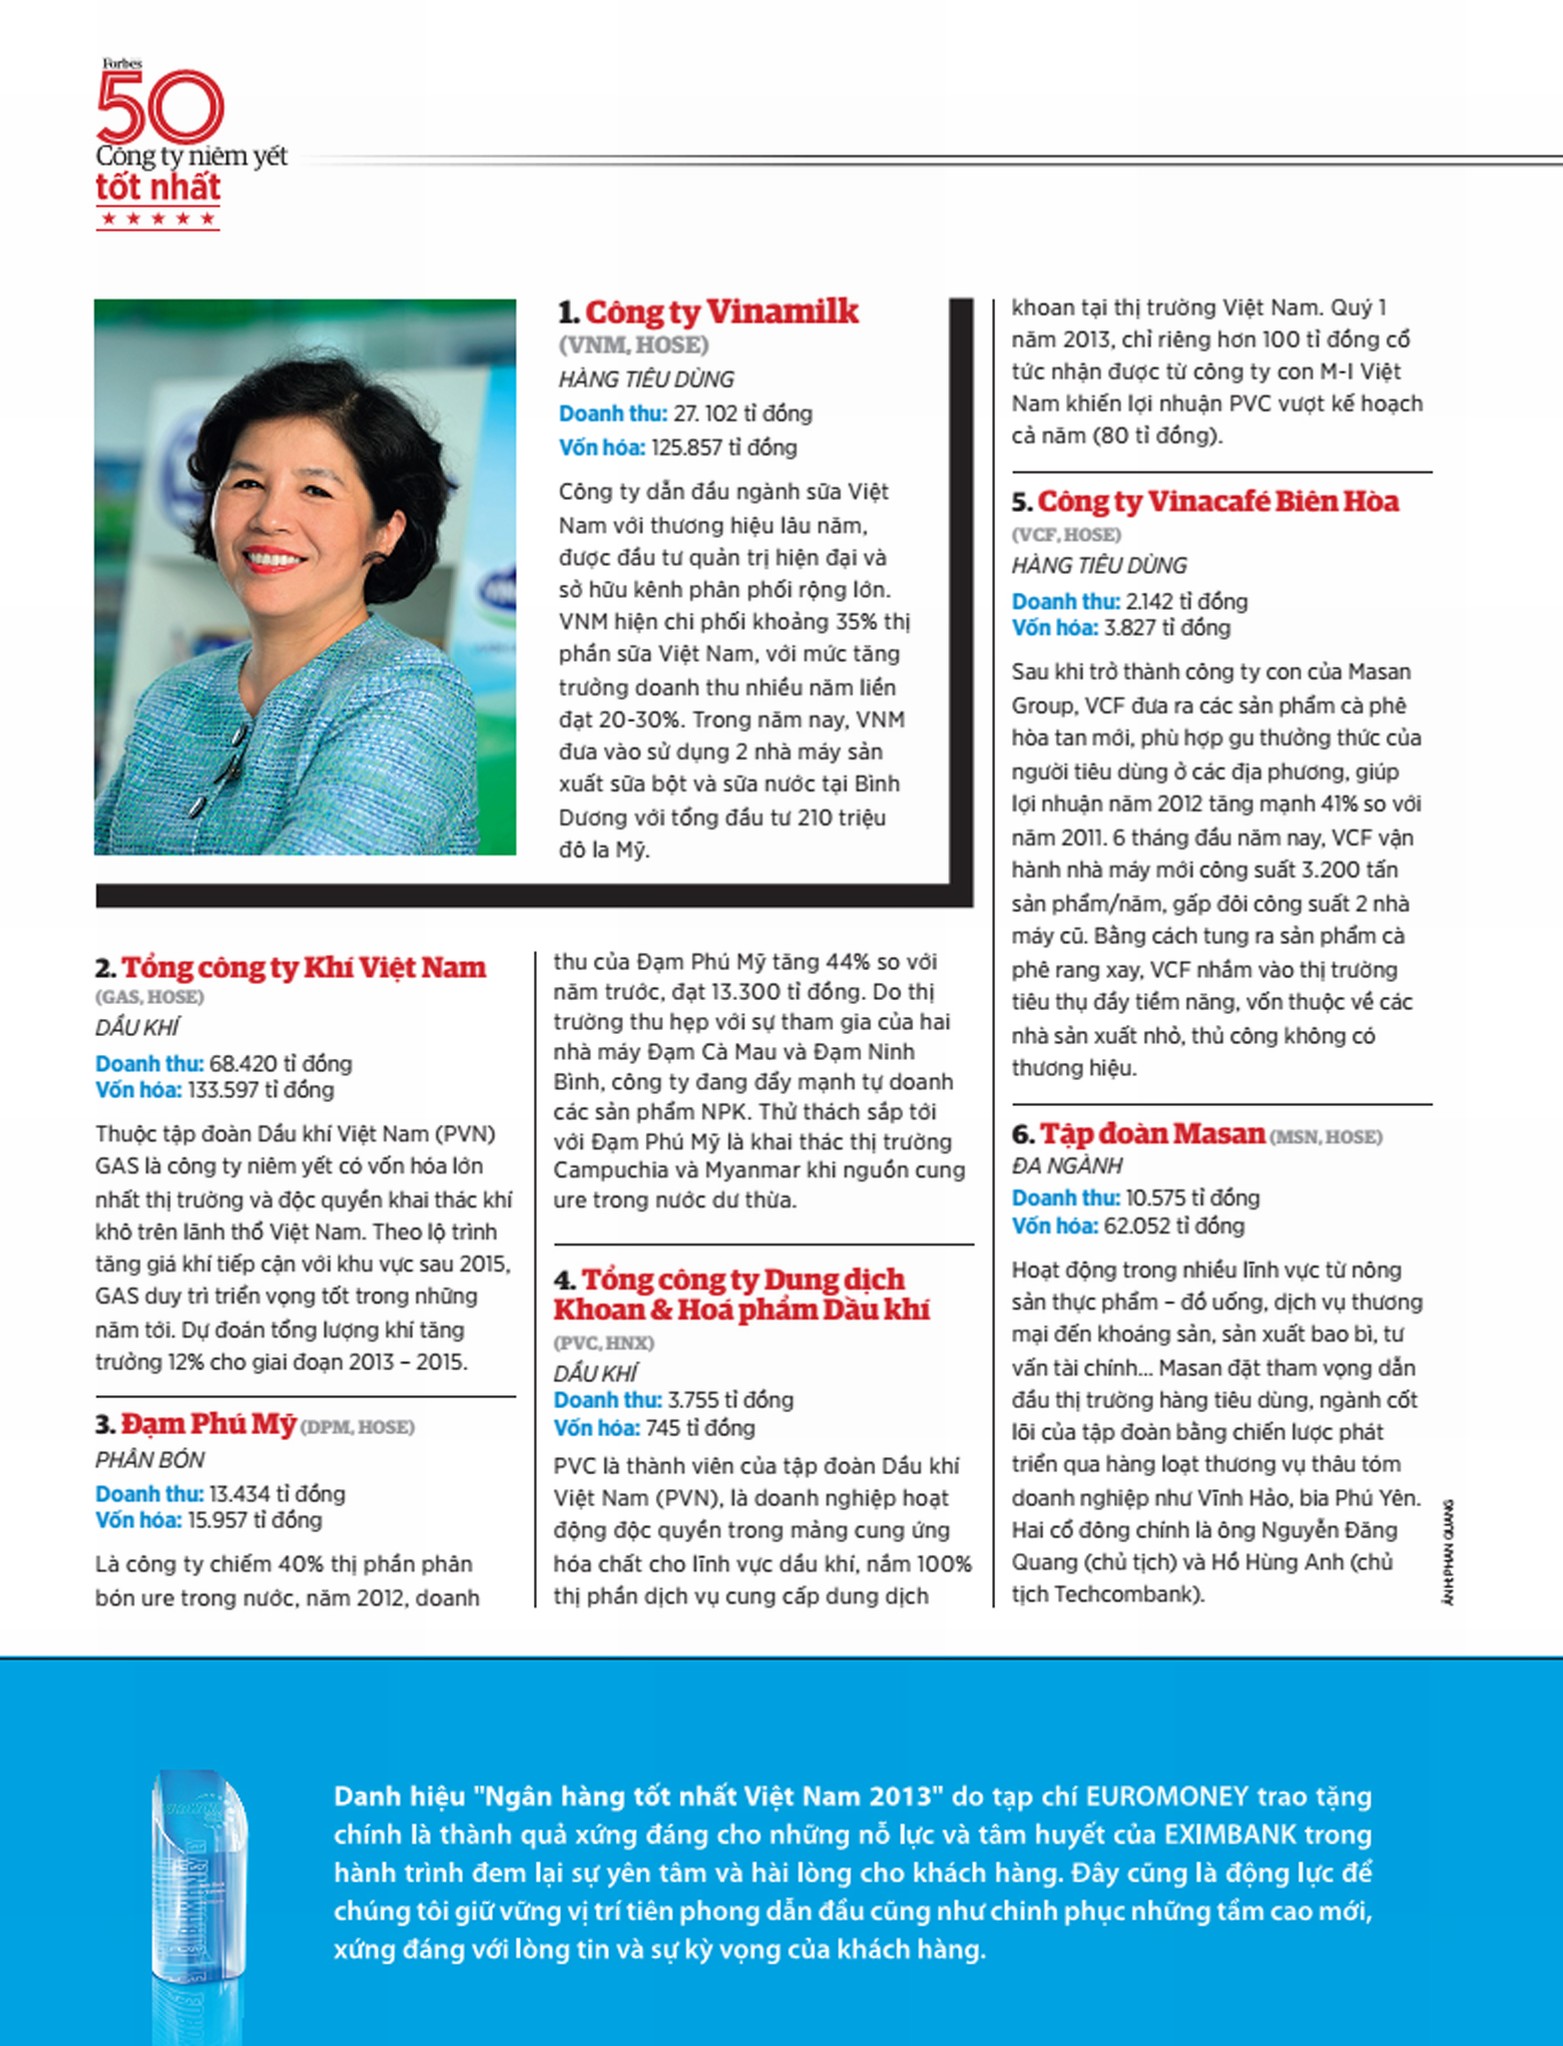 Forbes
50
Công ty niêm yết
tốt nhất
1. Công ty Vinamilk
(VNM, HOSE)
HÀNG TIÊU DÙNG
Doanh thu: 27. 102 tỉ đồng
Vốn hóa: 125.857 tỉ đồng
Công ty dẫn đầu ngành sữa Việt
Nam với thương hiệu lâu năm,
được đầu tư quản trị hiện đại và
sở hữu kênh phân phối rộng lớn.
VNM hiện chi phối khoảng 35% thị
phần sữa Việt Nam, với mức tăng
trưởng doanh thu nhiều năm liền
đạt 20-30%. Trong năm nay, VNM
đưa vào sử dụng 2 nhà máy sản
xuất sữa bột và sữa nước tại Bình
Dương với tổng đầu tư 210 triệu
đô la Mỹ.
2. Tổng công ty Khí Việt Nam
(GAS, HOSE)
DẦU KHÍ
Doanh thu: 68.420 tỉ đồng
Vốn hóa: 133.597 tỉ đồng
Thuộc tập đoàn Dầu khí Việt Nam (PVN)
GAS là công ty niêm yết có vốn hóa lớn
nhất thị trường và độc quyền khai thác khí
khô trên lãnh thổ Việt Nam. Theo lộ trình
tăng giá khí tiếp cận với khu vực sau 2015,
GAS duy trì triển vọng tốt trong những
năm tới. Dự đoán tổng lượng khí tăng
trưởng 12% cho giai đoạn 2013 – 2015.
3. Đạm Phú Mỹ (DPM, HOSE)
PHÂN BÓN
Doanh thu: 13.434 tỉ đồng
Vốn hóa: 15.957 tỉ đồng
Là công ty chiếm 40% thị phần phân
bón ure trong nước, năm 2012, doanh
thu của Đạm Phú Mỹ tăng 44% so với
năm trước, đạt 13.300 tỉ đồng. Do thị
trường thu hẹp với sự tham gia của hai
nhà máy Đạm Cà Mau và Đạm Ninh
Bình, công ty đang đẩy mạnh tự doanh
các sản phẩm NPK. Thử thách sắp tới
với Đạm Phú Mỹ là khai thác thị trường
Campuchia và Myanmar khi nguồn cung
ure trong nước dư thừa.
4. Tổng công ty Dung dịch
Khoan & Hoá phẩm Dầu khí
(PVC, HNX)
DẦU KHÍ
Doanh thu: 3.755 tỉ đồng
Vốn hóa: 745 tỉ đồng
PVC là thành viên của tập đoàn Dầu khí
Việt Nam (PVN), là doanh nghiệp hoạt
động độc quyền trong mảng cung ứng
hóa chất cho lĩnh vực dầu khí, nắm 100%
thị phần dịch vụ cung cấp dung dịch
khoan tại thị trường Việt Nam. Quý 1
năm 2013, chỉ riêng hơn 100 tỉ đồng cổ
tức nhận được từ công ty con M-I Việt
Nam khiến lợi nhuận PVC vượt kế hoạch
cả năm (80 tỉ đồng).
5. Công ty Vinacafé Biên Hòa
(VCF, HOSE)
HÀNG TIÊU DÙNG
Doanh thu: 2.142 tỉ đồng
Vốn hóa: 3.827 tỉ đồng
Sau khi trở thành công ty con của Masan
Group, VCF đưa ra các sản phẩm cà phê
hòa tan mới, phù hợp gu thưởng thức của
người tiêu dùng ở các địa phương, giúp
lợi nhuận năm 2012 tăng mạnh 41% so với
năm 2011. 6 tháng đầu năm nay, VCF vận
hành nhà máy mới công suất 3.200 tấn
sản phẩm/năm, gấp đôi công suất 2 nhà
máy cũ. Bằng cách tung ra sản phẩm cà
phê rang xay, VCF nhắm vào thị trường
tiêu thụ đầy tiềm năng, vốn thuộc về các
nhà sản xuất nhỏ, thủ công không có
thương hiệu.
6. Tập đoàn Masan (MSN, HOSE)
ĐA NGÀNH
Doanh thu: 10.575 tỉ đồng
Vốn hóa: 62.052 tỉ đồng
Hoạt động trong nhiều lĩnh vực từ nông
sản thực phẩm – đồ uống, dịch vụ thương
mại đến khoáng sản, sản xuất bao bì, tư
vấn tài chính... Masan đặt tham vọng dẫn
đầu thị trường hàng tiêu dùng, ngành cốt
lõi của tập đoàn bằng chiến lược phát
triển qua hàng loạt thương vụ thâu tóm
doanh nghiệp như Vĩnh Hảo, bia Phú Yên.
Hai cổ đông chính là ông Nguyễn Đăng
Quang (chủ tịch) và Hồ Hùng Anh (chủ
tịch Techcombank).
ẢNH: PHAN QUANG
Danh hiệu "Ngân hàng tốt nhất Việt Nam 2013" do tạp chí EUROMONEY trao tặng
chính là thành quả xứng đáng cho những nỗ lực và tâm huyết của EXIMBANK trong
hành trình đem lại sự yên tâm và hài lòng cho khách hàng. Đây cũng là động lực để
chúng tôi giữ vững vị trí tiên phong dẫn đầu cũng như chinh phục những tầm cao mới,
xứng đáng với lòng tin và sự kỳ vọng của khách hàng.